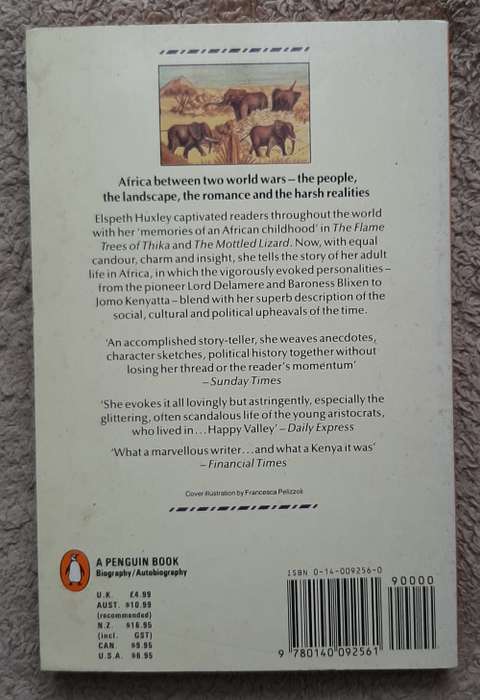 Africa between two world wars – the people,
the landscape, the romance and the harsh realities
Elspeth Huxley captivated readers throughout the world
with her ‘memories of an African childhood’ in The Flame
Trees of Thika and The Mottled Lizard. Now, with equal
candour, charm and insight, she tells the story of her adult
life in Africa, in which the vigorously evoked personalities –
from the pioneer Lord Delamere and Baroness Blixen to
Jomo Kenyatta – blend with her superb description of the
social, cultural and political upheavals of the time.
‘An accomplished story-teller, she weaves anecdotes,
character sketches, political history together without
losing her thread or the reader’s momentum’
– Sunday Times
‘She evokes it all lovingly but astringently, especially the
glittering, often scandalous life of the young aristocrats,
who lived in...Happy Valley’ – Daily Express
‘What a marvellous writer...and what a Kenya it was’
– Financial Times
Cover illustration by Francesca Pelizzoli
A PENGUIN BOOK
Biography/Autobiography
U.K. £4.99
AUST. $10.99
(recommended)
N.Z. $16.95
(incl. GST)
CAN. $9.95
U.S.A. $6.95
ISBN 0-14-009256-0
90000
9 780140 092561